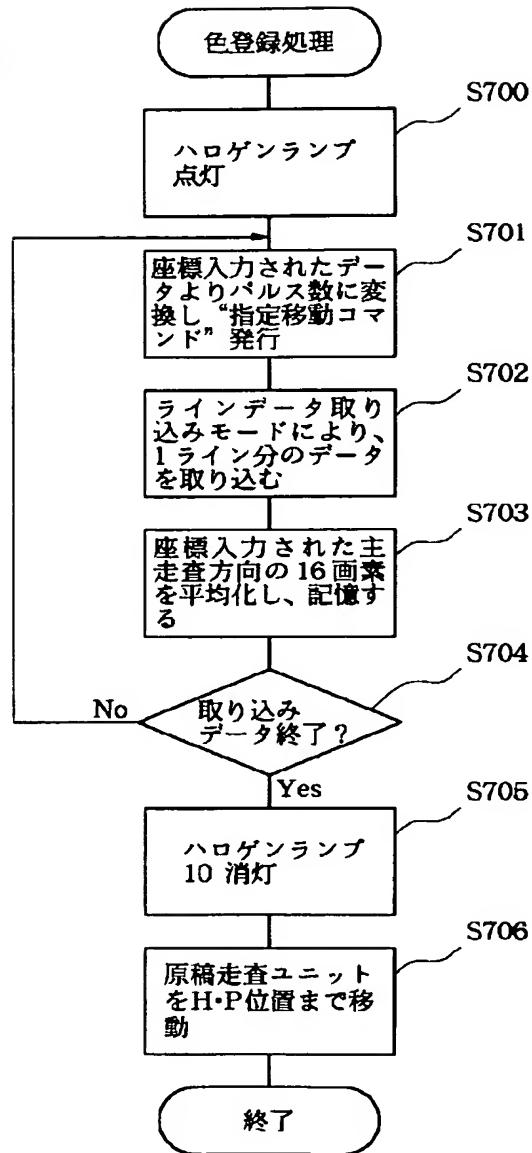 色登録処理
S700
ハロゲンランプ
点灯
S701
座標入力されたデー
タよりパルス数に変
換し“指定移動コマ
ンド”発行
S702
ラインデータ取り
込みモードにより、
1ライン分のデータ
を取り込む
S703
座標入力された主
走査方向の16画素
を平均化し、記憶す
る
S704
No
取り込み
データ終了?
Yes
S705
ハロゲンランプ
10 消灯
S706
原稿走査ユニット
をH・P位置まで移
動
終了